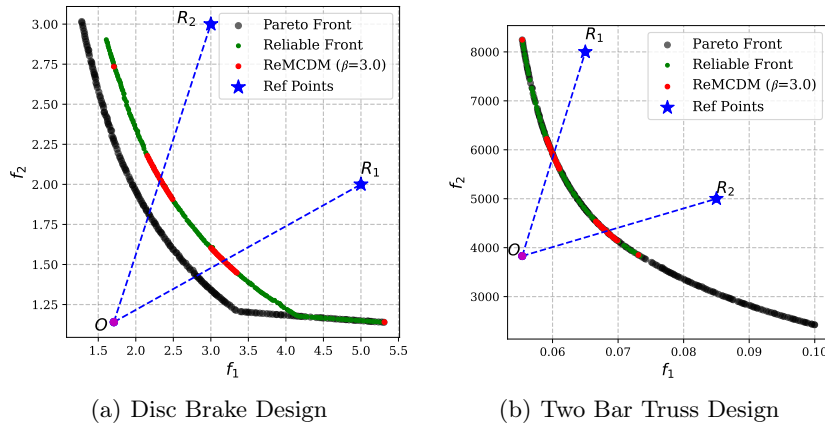 3.00
2.75
2.50
2.25
2.00
1.75
1.50
1.25
f₂
1.5 2.0 2.5 3.0 3.5 4.0 4.5 5.0 5.5
f₁
R₂
R₁
O
Pareto Front
Reliable Front
ReMCDM (β=3.0)
Ref Points
(a) Disc Brake Design
8000
7000
6000
5000
4000
3000
f₂
0.06 0.07 0.08 0.09 0.10
f₁
R₁
R₂
O
Pareto Front
Reliable Front
ReMCDM (β=3.0)
Ref Points
(b) Two Bar Truss Design